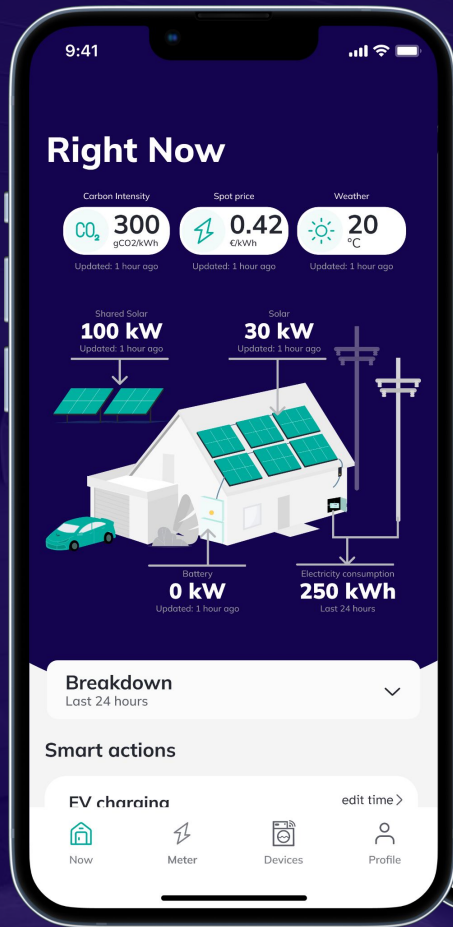 9:41
Right Now
Carbon Intensity
Spot price
Weather
CO₂ 300 gCO2/kWh
0.42 €/kWh
20 °C
Updated: 1 hour ago
Updated: 1 hour ago
Updated: 1 hour ago
Shared Solar
100 kW
Updated: 1 hour ago
Solar
30 kW
Updated: 1 hour ago
Battery
0 kW
Updated: 1 hour ago
Electricity consumption
250 kWh
Last 24 hours
Breakdown
Last 24 hours
Smart actions
EV charging
edit time >
Now
Meter
Devices
Profile